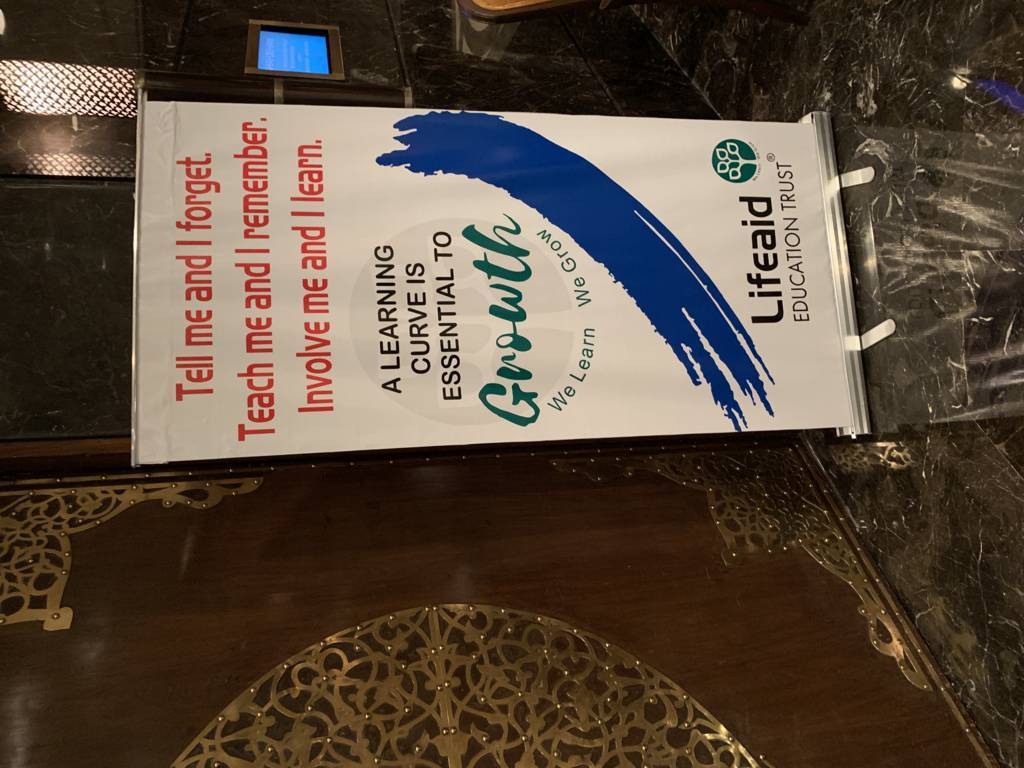 Tell me and I forget.
Teach me and I remember.
Involve me and I learn.
A LEARNING
CURVE IS
ESSENTIAL TO
Growth
We Learn We Grow
Lifeaid®
EDUCATION TRUST